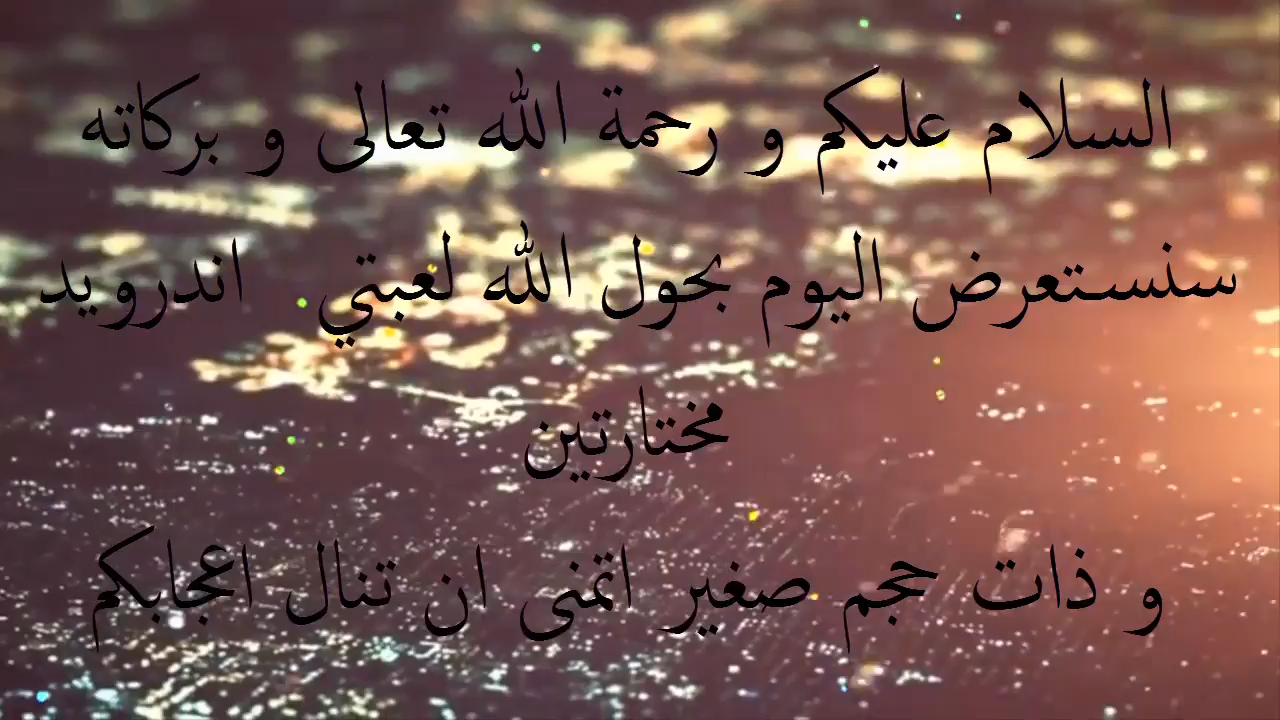 السلام عليكم و رحمة الله تعالى و بركاته
سنستعرض اليوم بحول الله لعبتي اندرويد
مختارتين
و ذات حجم صغير اتمنى ان تنال اعجابكم